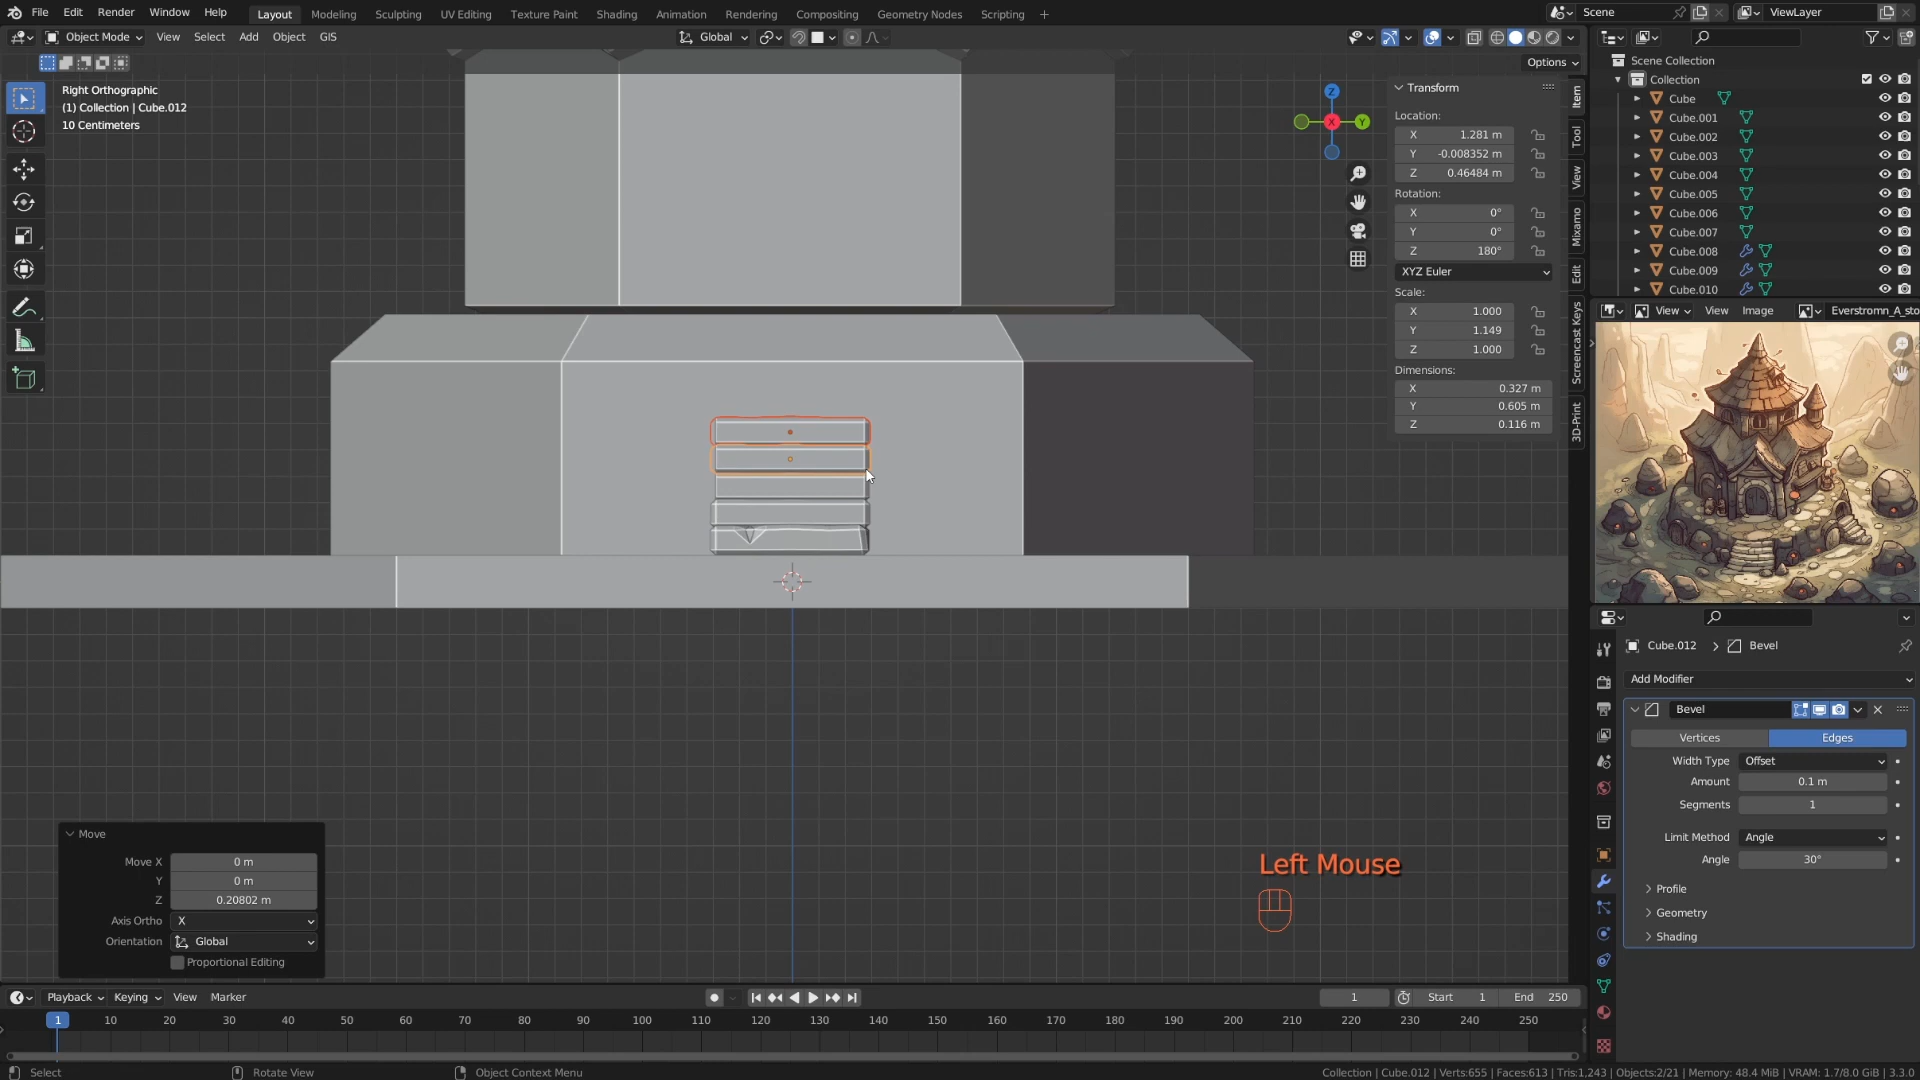 File Edit Render Window Help Layout Modeling Sculpting UV Editing Texture Paint Shading Animation Rendering Compositing Geometry Nodes Scripting + Scene ViewLayer
Object Mode View Select Add Object GIS Global
Options
Right Orthographic
(1) Collection | Cube.012
10 Centimeters
Z
X
Y
Transform
Location:
X 1.281 m
Y -0.008352 m
Z 0.46484 m
Rotation:
X 0°
Y 0°
Z 180°
XYZ Euler
Scale:
X 1.000
Y 1.149
Z 1.000
Dimensions:
X 0.327 m
Y 0.605 m
Z 0.116 m
Item
Tool
View
Mixamo
Edit
Screencast Keys
3D-Print
Scene Collection
Collection
Cube
Cube.001
Cube.002
Cube.003
Cube.004
Cube.005
Cube.006
Cube.007
Cube.008
Cube.009
Cube.010
View View Image Everstromn_A_sto
Cube.012 > Bevel
Add Modifier
Bevel
Vertices Edges
Width Type Offset
Amount 0.1 m
Segments 1
Limit Method Angle
Angle 30°
Profile
Geometry
Shading
Move
Move X 0 m
Y 0 m
Z 0.20802 m
Axis Ortho X
Orientation Global
Proportional Editing
Left Mouse
Playback Keying View Marker 1 Start 1 End 250
1 10 20 30 40 50 60 70 80 90 100 110 120 130 140 150 160 170 180 190 200 210 220 230 240 250
Select Rotate View Object Context Menu Collection | Cube.012 | Verts:655 | Faces:613 | Tris:1,243 | Objects:2/21 | Memory: 48.4 MiB | VRAM: 1.7/8.0 GiB | 3.3.0